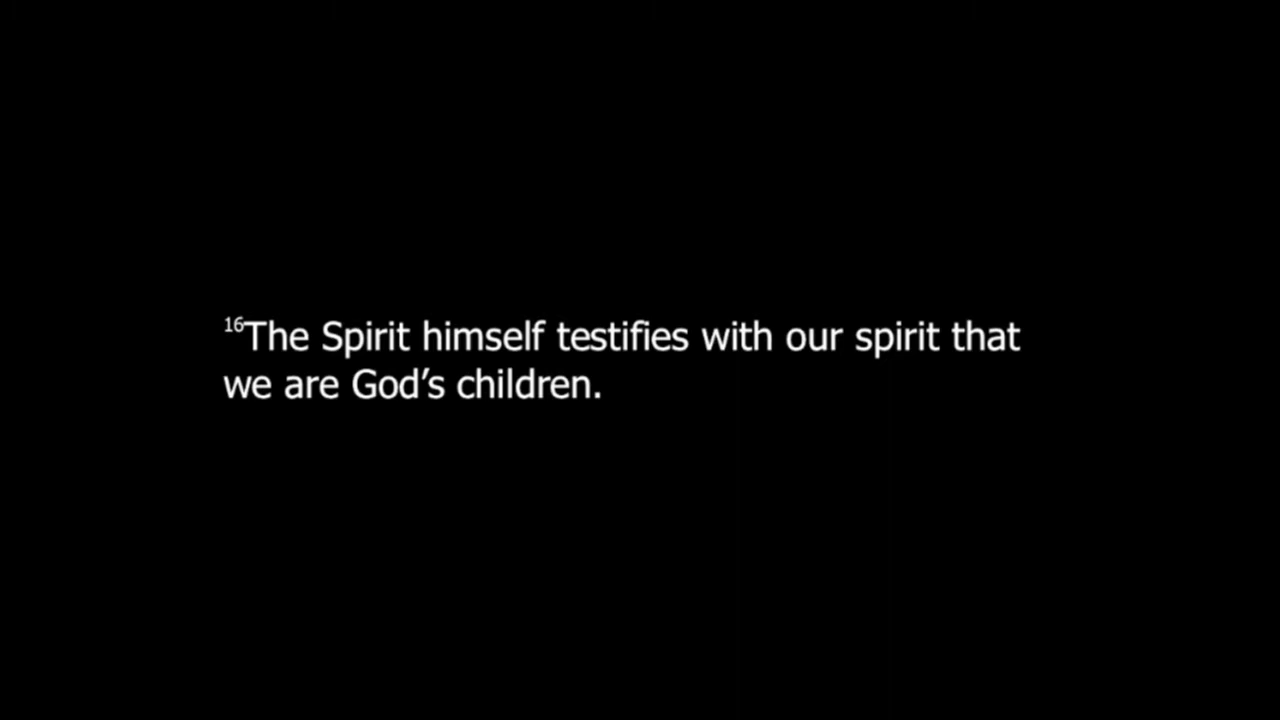 16The Spirit himself testifies with our spirit that
we are God’s children.